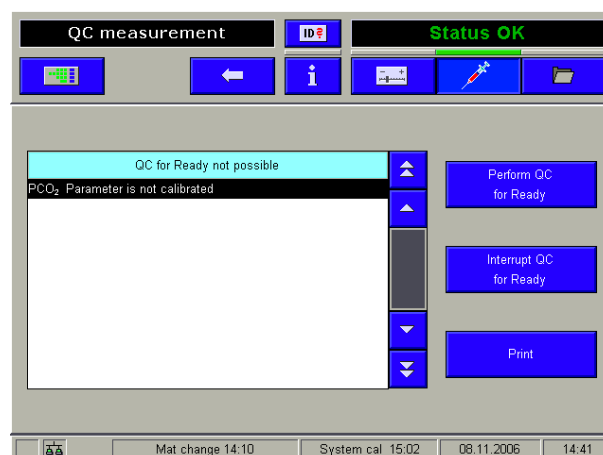 QC measurement
ID?
Status OK
i
- +
QC for Ready not possible
PCO₂ Parameter is not calibrated
Perform QC
for Ready
Interrupt QC
for Ready
Print
Mat change 14:10
System cal 15:02
08.11.2006
14:41